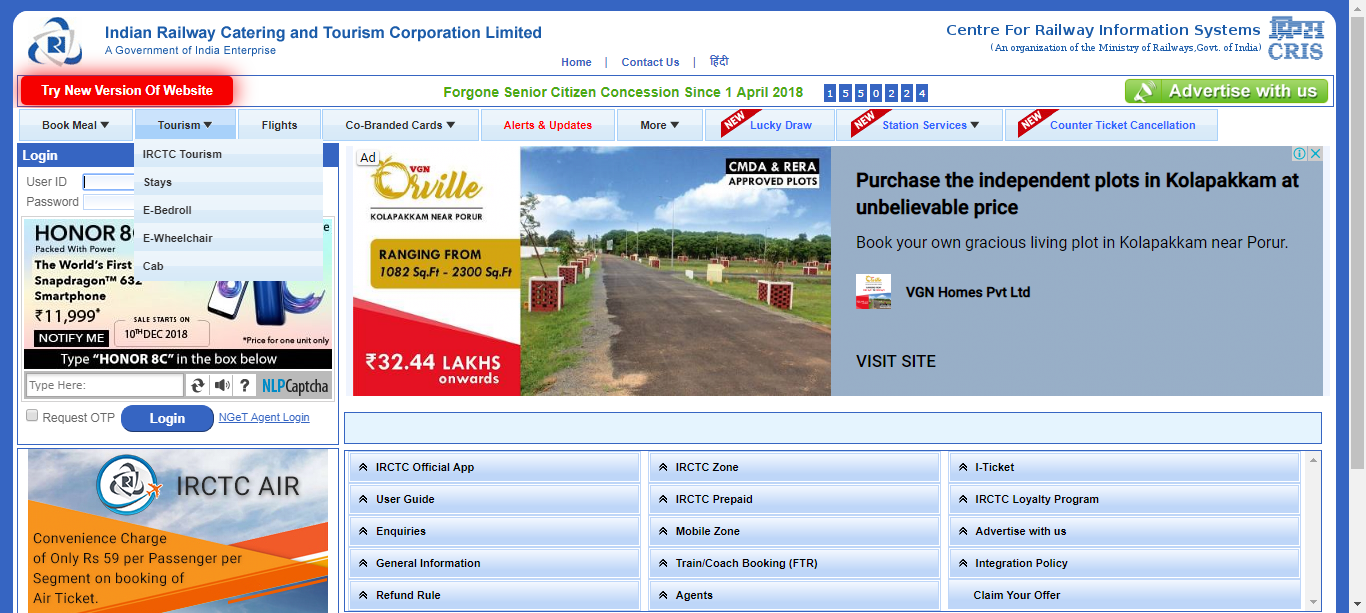 Indian Railway Catering and Tourism Corporation Limited
A Government of India Enterprise
Centre For Railway Information Systems
(An organization of the Ministry of Railways,Govt. of India)
CRIS
Home | Contact Us | हिंदी
Try New Version Of Website
Forgone Senior Citizen Concession Since 1 April 2018
1 5 5 0 2 2 4
Advertise with us
Book Meal
Tourism
Flights
Co-Branded Cards
Alerts & Updates
More
NEW Lucky Draw
NEW Station Services
NEW Counter Ticket Cancellation
IRCTC Tourism
Stays
E-Bedroll
E-Wheelchair
Cab
Login
User ID
Password
HONOR 8C
Packed With Power
The World's First
Snapdragon™ 632
Smartphone
₹11,999*
NOTIFY ME
SALE STARTS ON
10TH DEC 2018
*Price for one unit only
Type "HONOR 8C" in the box below
Type Here:
? NLPCaptcha
Request OTP
Login
NGeT Agent Login
IRCTC AIR
Convenience Charge
of Only Rs 59 per Passenger per
Segment on booking of
Air Ticket.
Ad
VGN
Orville
KOLAPAKKAM NEAR PORUR
RANGING FROM
1082 Sq.Ft - 2300 Sq.Ft
₹32.44 LAKHS
onwards
CMDA & RERA
APPROVED PLOTS
Purchase the independent plots in Kolapakkam at
unbelievable price
Book your own gracious living plot in Kolapakkam near Porur.
VGN Homes Pvt Ltd
VISIT SITE
IRCTC Official App
IRCTC Zone
I-Ticket
User Guide
IRCTC Prepaid
IRCTC Loyalty Program
Enquiries
Mobile Zone
Advertise with us
General Information
Train/Coach Booking (FTR)
Integration Policy
Refund Rule
Agents
Claim Your Offer